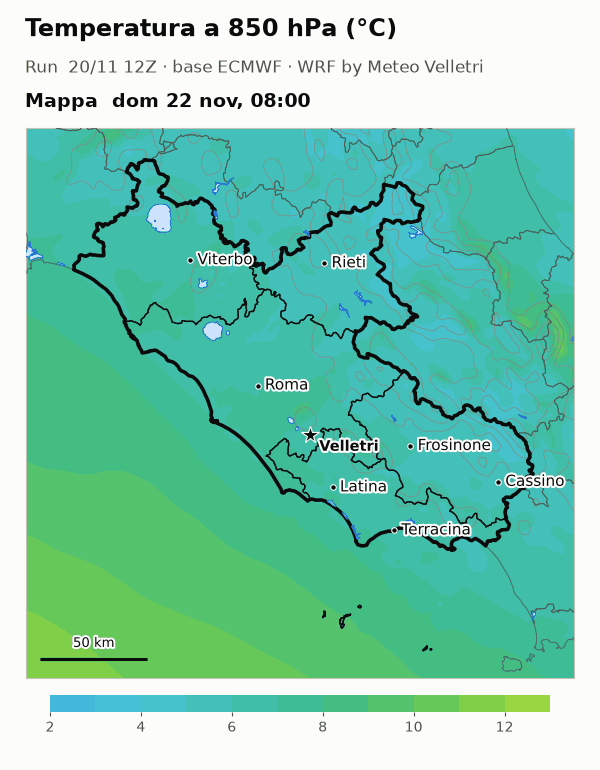 Temperatura a 850 hPa (°C)
Run  20/11 12Z · base ECMWF · WRF by Meteo Velletri
Mappa  dom 22 nov, 08:00
Viterbo
Rieti
Roma
Velletri
Frosinone
Latina
Cassino
Terracina
50 km
2 4 6 8 10 12